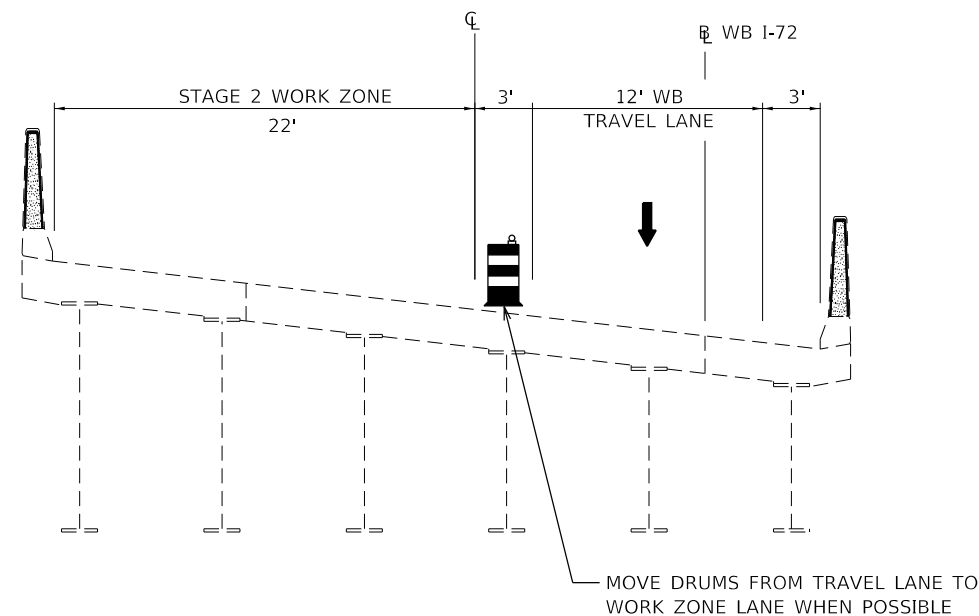 ℄
℄ WB I-72
STAGE 2 WORK ZONE
22'
3'
12' WB
TRAVEL LANE
3'
MOVE DRUMS FROM TRAVEL LANE TO
WORK ZONE LANE WHEN POSSIBLE